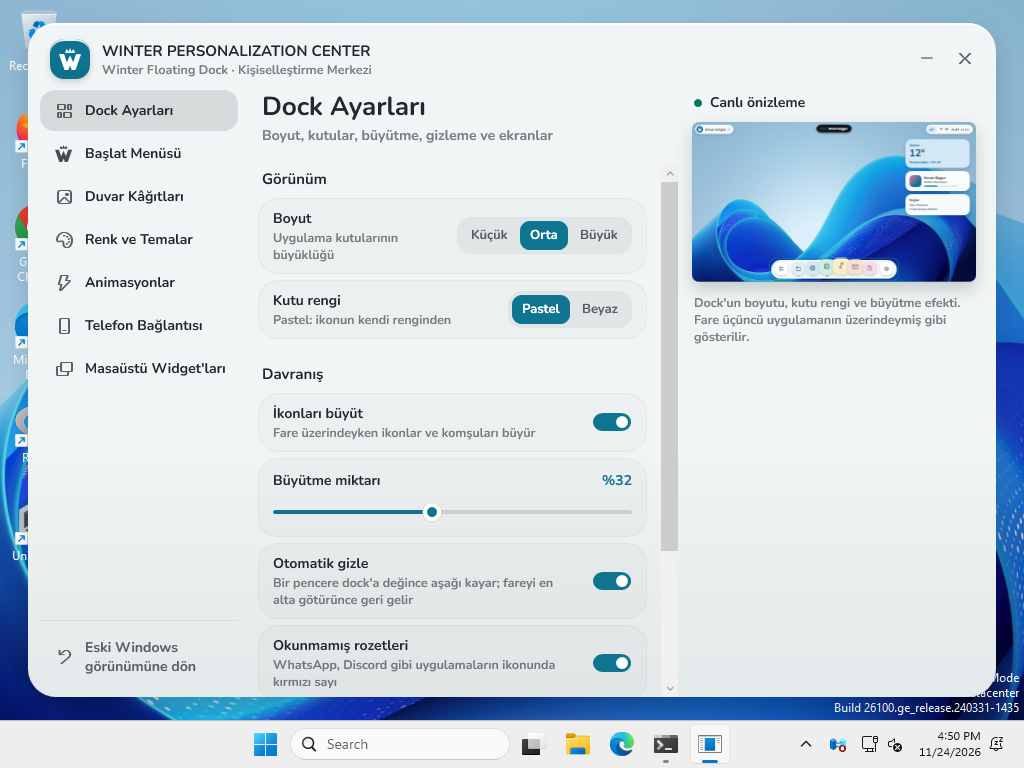 WINTER PERSONALIZATION CENTER
Winter Floating Dock · Kişiselleştirme Merkezi
Dock Ayarları
Başlat Menüsü
Duvar Kâğıtları
Renk ve Temalar
Animasyonlar
Telefon Bağlantısı
Masaüstü Widget'ları
Eski Windows
görünümüne dön
Dock Ayarları
Boyut, kutular, büyütme, gizleme ve ekranlar
Görünüm
Boyut
Uygulama kutularının
büyüklüğü
Küçük
Orta
Büyük
Kutu rengi
Pastel: ikonun kendi renginden
Pastel
Beyaz
Davranış
İkonları büyüt
Fare üzerindeyken ikonlar ve komşuları büyür
Büyütme miktarı
%32
Otomatik gizle
Bir pencere dock'a değince aşağı kayar; fareyi en
alta götürünce geri gelir
Okunmamış rozetleri
WhatsApp, Discord gibi uygulamaların ikonunda
kırmızı sayı
Canlı önizleme
12°
Dock'un boyutu, kutu rengi ve büyütme efekti.
Fare üçüncü uygulamanın üzerindeymiş gibi
gösterilir.
Mode
Build 26100.ge_release.240331-1435
Search
4:50 PM
11/24/2026